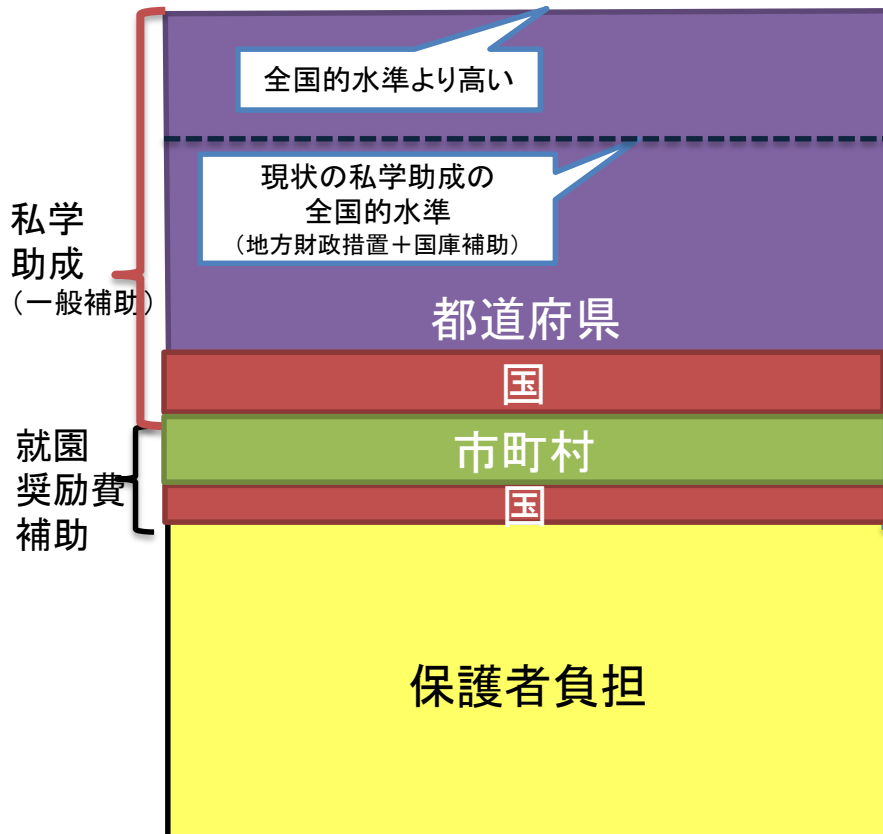 全国的水準より高い
現状の私学助成の
全国的水準
（地方財政措置＋国庫補助）
私学
助成
（一般補助）
都道府県
国
就園
奨励費
補助
市町村
国
保護者負担